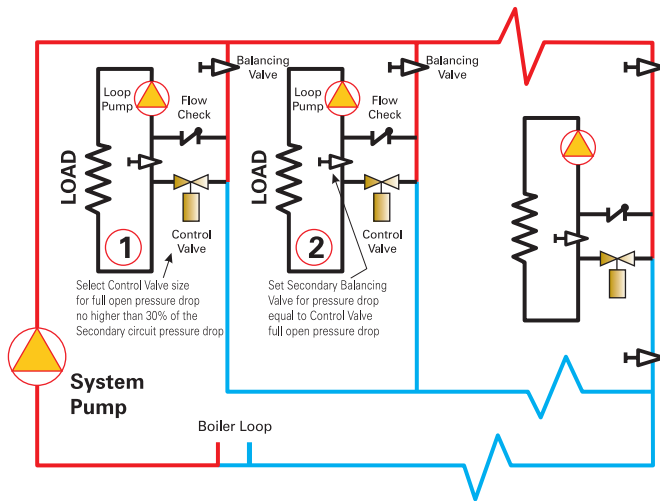 Balancing
Valve
Balancing
Valve
Balancing
Valve
Loop
Pump
Flow
Check
LOAD
1
Control
Valve
Loop
Pump
Flow
Check
LOAD
2
Control
Valve
Select Control Valve size
for full open pressure drop
no higher than 30% of the
Secondary circuit pressure drop
Set Secondary Balancing
Valve for pressure drop
equal to Control Valve
full open pressure drop
System
Pump
Boiler Loop